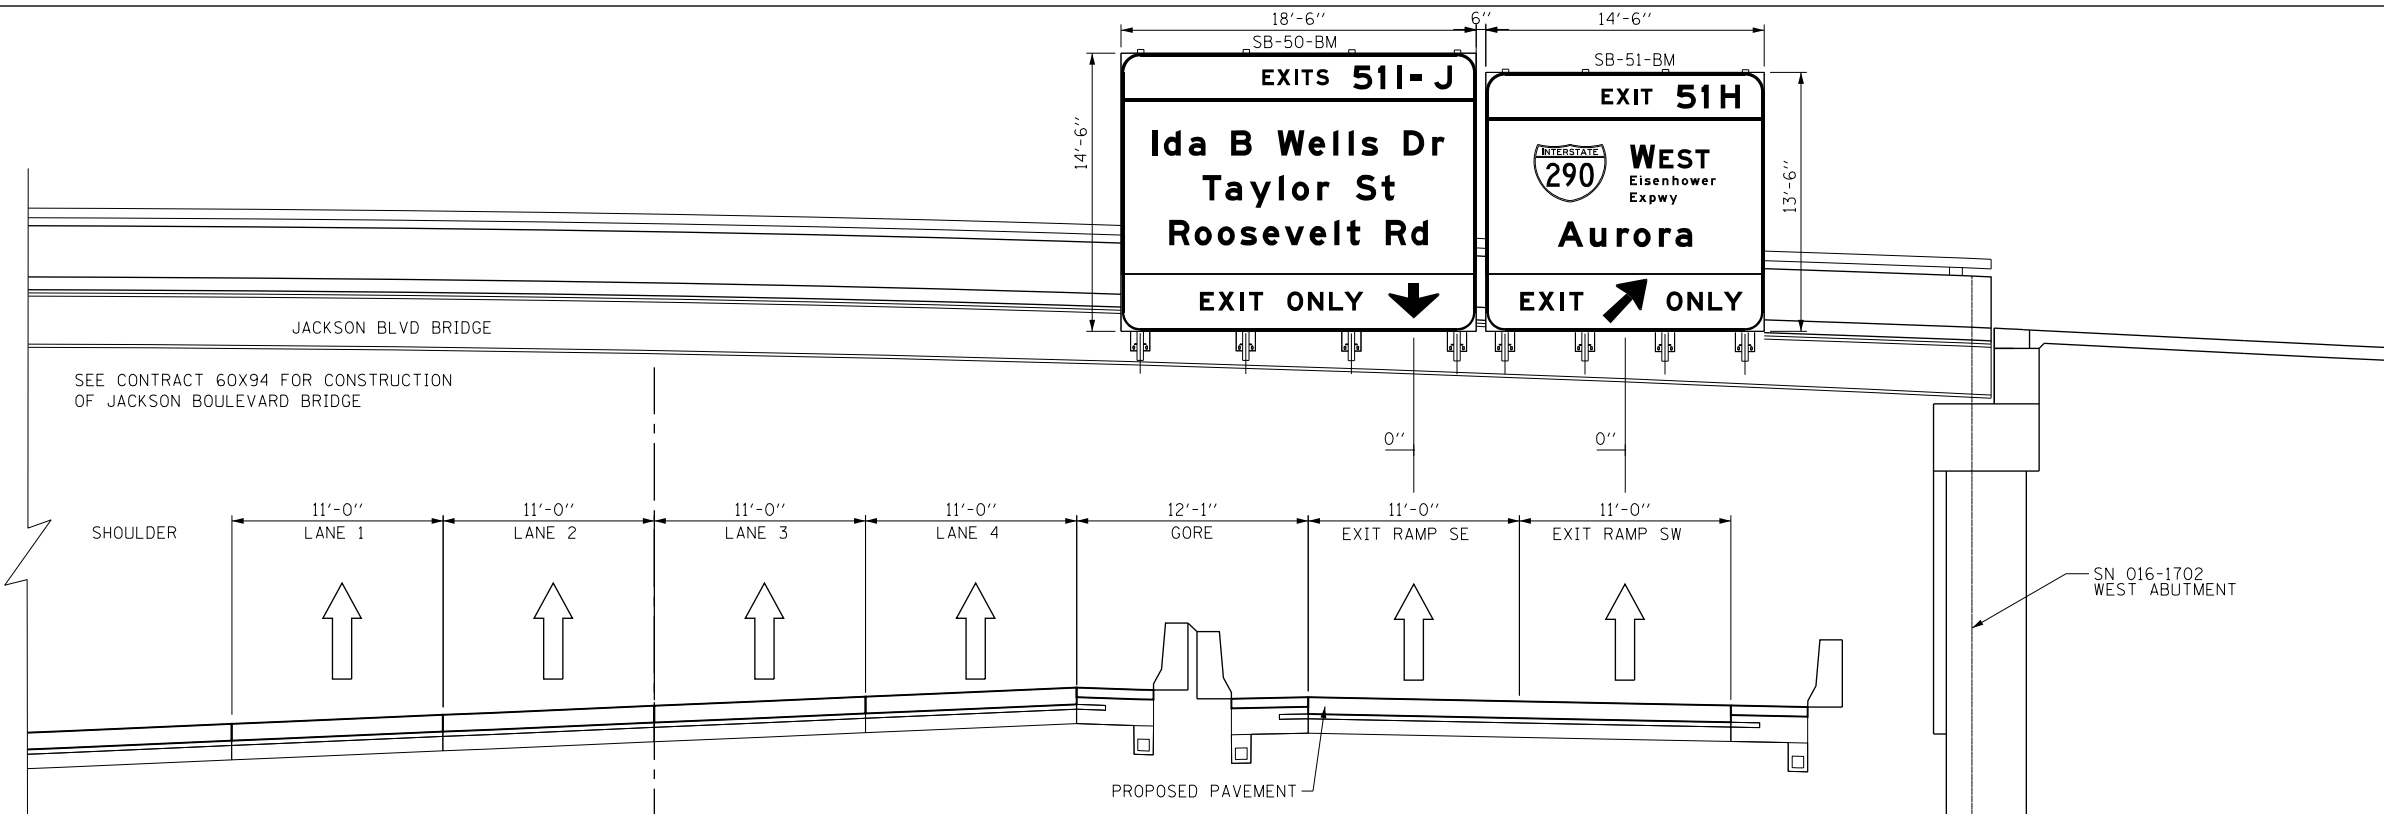 18'-6"
6"
14'-6"
SB-50-BM
SB-51-BM
14'-6"
EXITS 51I-J
Ida B Wells Dr
Taylor St
Roosevelt Rd
EXIT ONLY
EXIT 51H
INTERSTATE
290
WEST
Eisenhower
Expwy
Aurora
EXIT ONLY
13'-6"
JACKSON BLVD BRIDGE
SEE CONTRACT 60X94 FOR CONSTRUCTION
OF JACKSON BOULEVARD BRIDGE
0"
0"
SHOULDER
11'-0"
LANE 1
11'-0"
LANE 2
11'-0"
LANE 3
11'-0"
LANE 4
12'-1"
GORE
11'-0"
EXIT RAMP SE
11'-0"
EXIT RAMP SW
SN 016-1702
WEST ABUTMENT
PROPOSED PAVEMENT